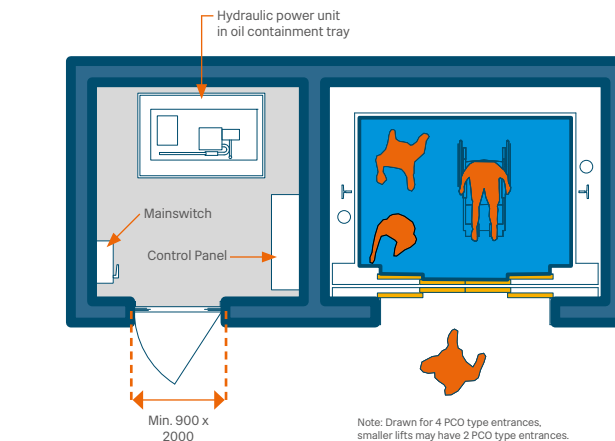 Hydraulic power unit
in oil containment tray
Mainswitch
Control Panel
Min. 900 x
2000
Note: Drawn for 4 PCO type entrances,
smaller lifts may have 2 PCO type entrances.